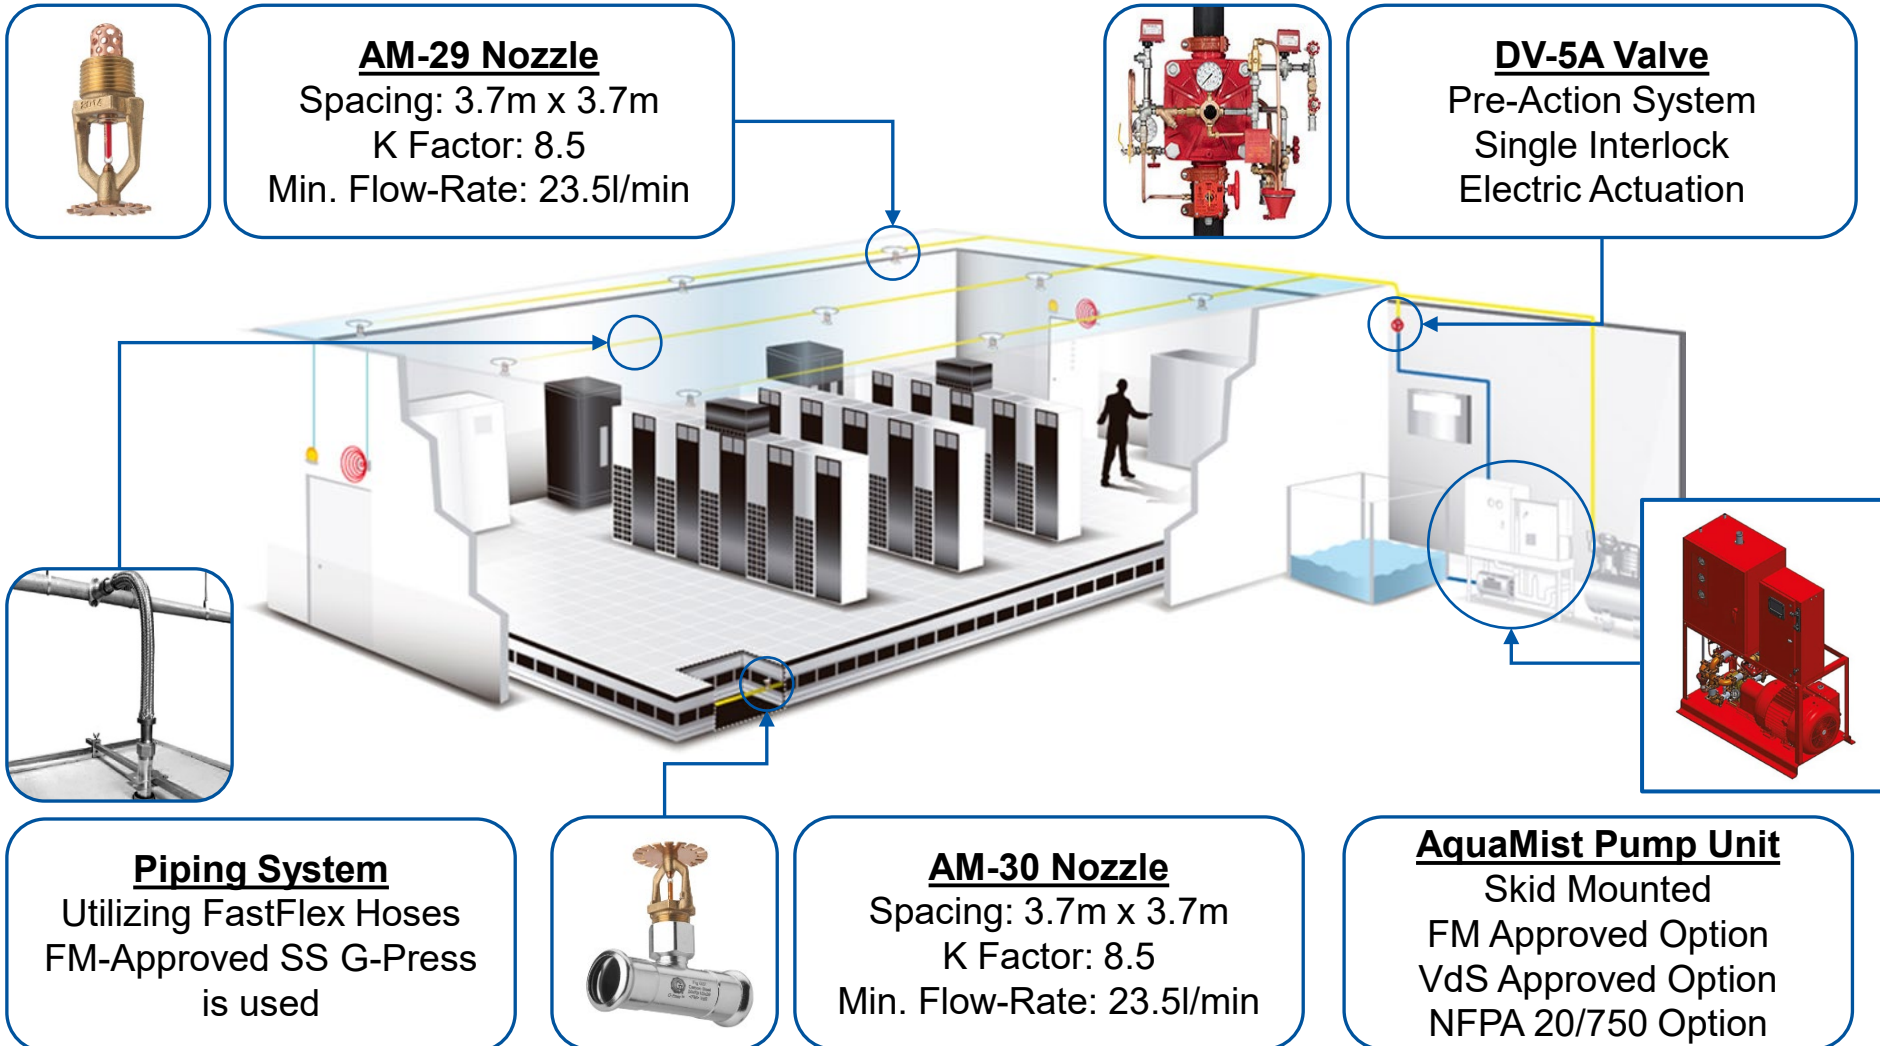 AM-29 Nozzle
Spacing: 3.7m x 3.7m
K Factor: 8.5
Min. Flow-Rate: 23.5l/min
DV-5A Valve
Pre-Action System
Single Interlock
Electric Actuation
Piping System
Utilizing FastFlex Hoses
FM-Approved SS G-Press
is used
AM-30 Nozzle
Spacing: 3.7m x 3.7m
K Factor: 8.5
Min. Flow-Rate: 23.5l/min
AquaMist Pump Unit
Skid Mounted
FM Approved Option
VdS Approved Option
NFPA 20/750 Option